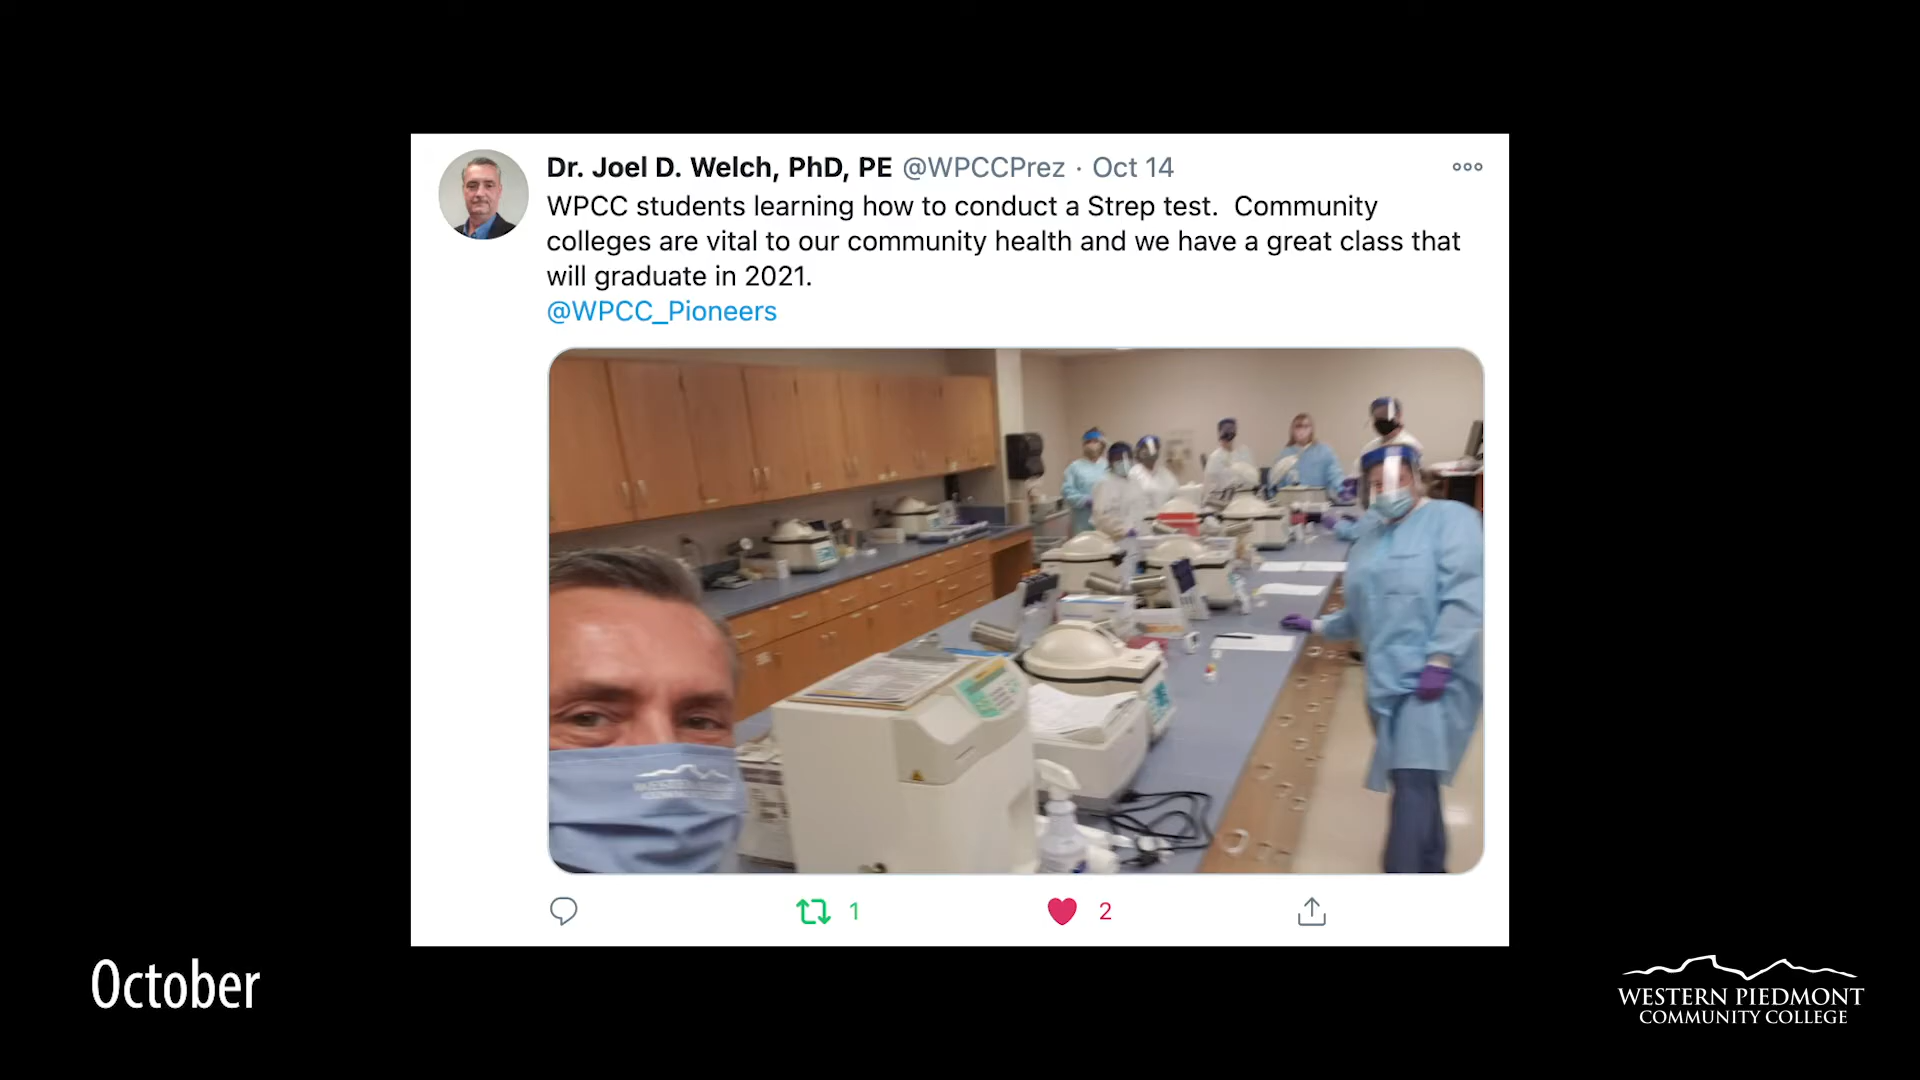 Dr. Joel D. Welch, PhD, PE @WPCCPrez · Oct 14
WPCC students learning how to conduct a Strep test. Community
colleges are vital to our community health and we have a great class that
will graduate in 2021.
@WPCC_Pioneers
1
2
October
WESTERN PIEDMONT
COMMUNITY COLLEGE